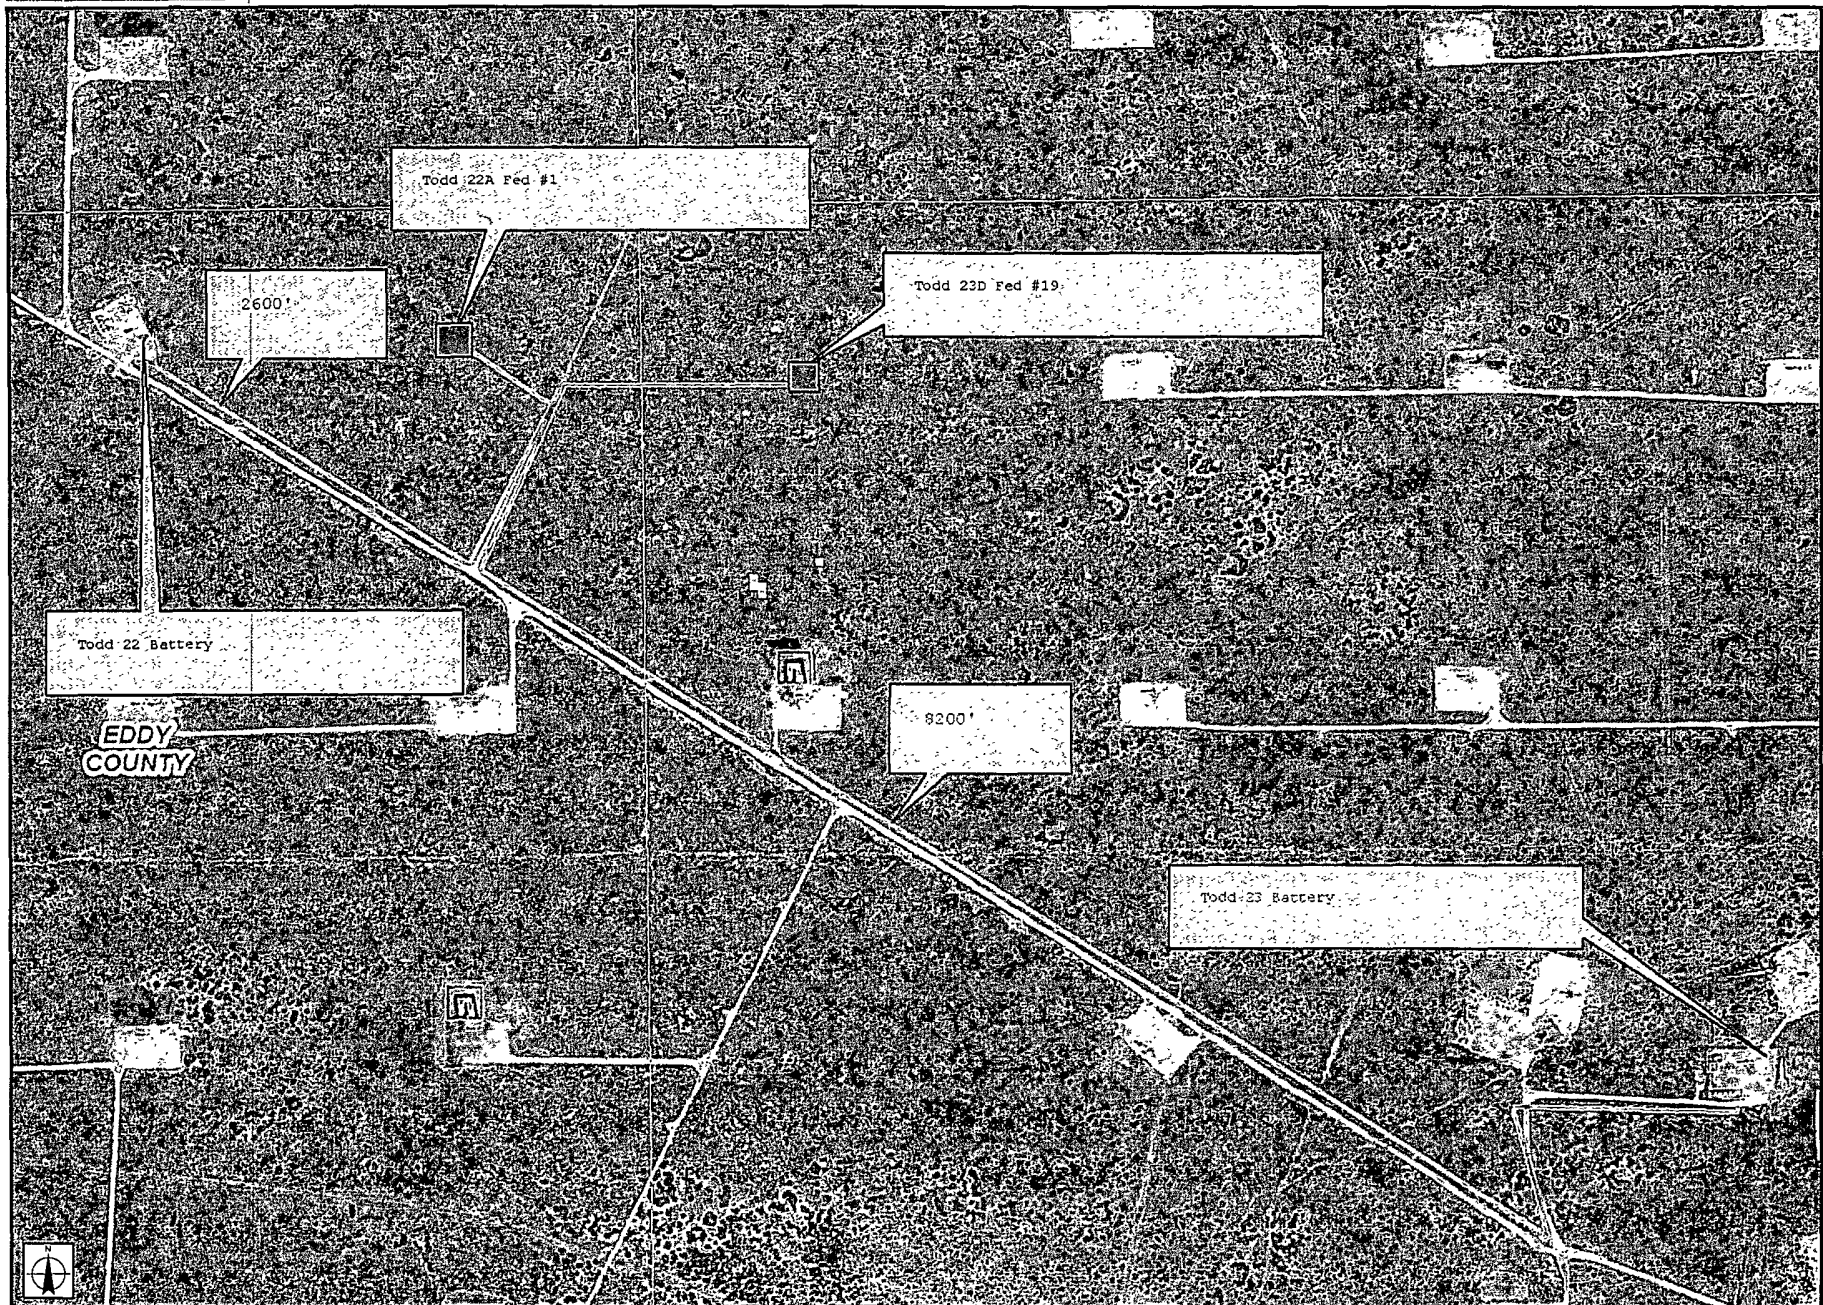 Todd 22A Fed #1
Todd 23D Fed #19
2600'
Todd 22 Battery
EDDY
COUNTY
8200'
Todd 23 Battery
N